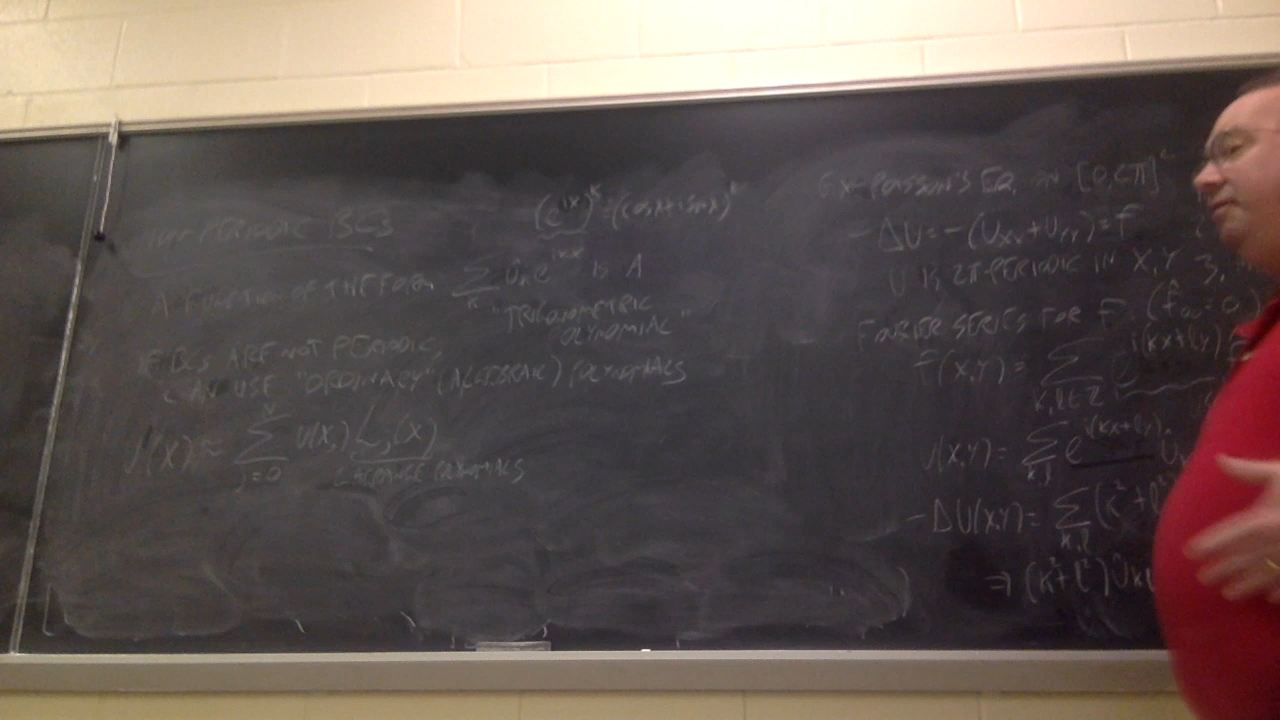 NON-PERIODIC BCS
(e^{ix})^k = (cos x + i sin x)^k
A FUNCTION OF THE FORM Σ_k û_k e^{ikx} IS A
"TRIGONOMETRIC
POLYNOMIAL"
IF BCS ARE NOT PERIODIC,
CAN USE "ORDINARY" (ALGEBRAIC) POLYNOMIALS
U(x) ≈ Σ_{j=0}^{N} U(x_j) L_j(x)
LAGRANGE POLYNOMIALS
EX: POISSON'S EQ. IN [0,2π]²
-ΔU = -(U_xx + U_yy) = f
U IS 2π-PERIODIC IN X, Y
FOURIER SERIES FOR F: (f̂_00 = 0)
f(x,y) = Σ_{k,l∈Z} e^{i(kx+ly)}
U(x,y) = Σ_{k,l} e^{i(kx+ly)} Û
-ΔU(x,y) = Σ_{k,l} (k²+l²)
⇒ (k²+l²) Û_kl